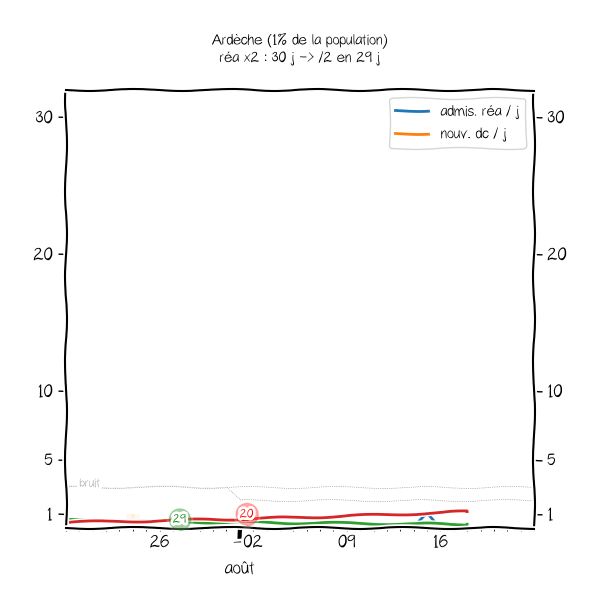 Ardèche (1% de la population)
réa x2 : 30 j -> /2 en 29 j
admis. réa / j
nouv. dc / j
30
30
20
20
10
10
5
5
bruit
1
1
29
20
26
02
09
16
août